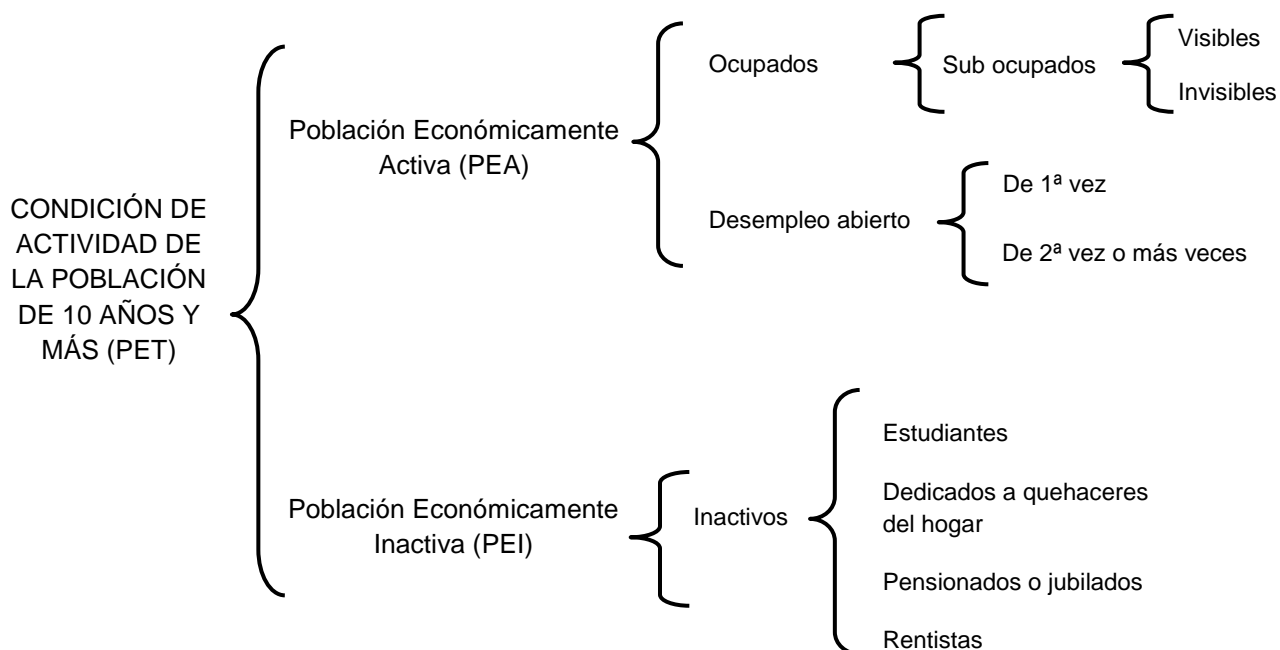 CONDICIÓN DE
ACTIVIDAD DE
LA POBLACIÓN
DE 10 AÑOS Y
MÁS (PET)
Población Económicamente
Activa (PEA)
Ocupados
Sub ocupados
Visibles
Invisibles
Desempleo abierto
De 1ª vez
De 2ª vez o más veces
Población Económicamente
Inactiva (PEI)
Inactivos
Estudiantes
Dedicados a quehaceres
del hogar
Pensionados o jubilados
Rentistas